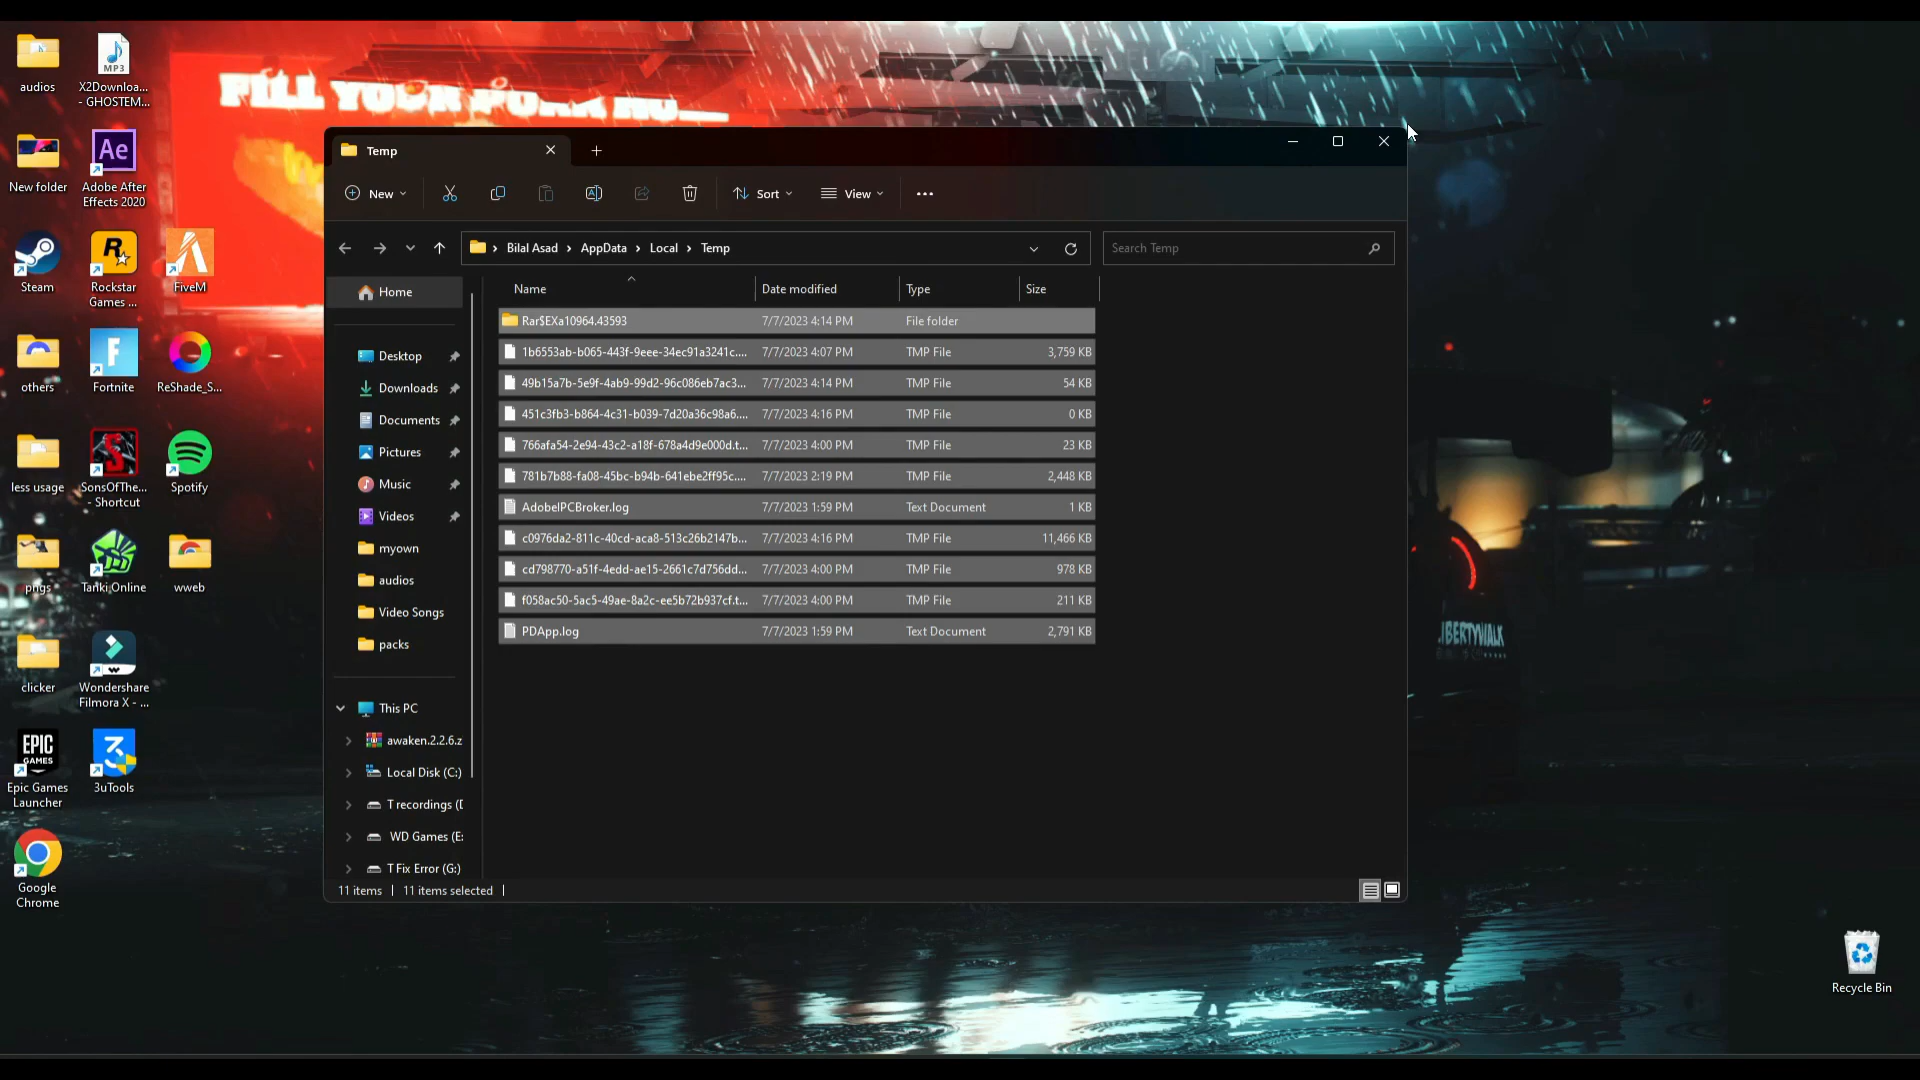 audios
X2Downloa...
- GHOSTEM...
MP3
New folder
Ae
Adobe After
Effects 2020
Steam
R
Rockstar
Games ...
FiveM
others
F
Fortnite
ReShade_S...
less usage
SonsOfThe...
- Shortcut
Spotify
pngs
Tanki Online
wweb
clicker
Wondershare
Filmora X - ...
EPIC
GAMES
Epic Games
Launcher
3uTools
Google
Chrome
FILL YOUR
Temp
New
Sort
View
Bilal Asad
AppData
Local
Temp
Search Temp
Name
Date modified
Type
Size
Rar$EXa10964.43593 7/7/2023 4:14 PM File folder
1b6553ab-b065-443f-9eee-34ec91a3241c.... 7/7/2023 4:07 PM TMP File 3,759 KB
49b15a7b-5e9f-4ab9-99d2-96c086eb7ac3... 7/7/2023 4:14 PM TMP File 54 KB
451c3fb3-b864-4c31-b039-7d20a36c98a6.... 7/7/2023 4:16 PM TMP File 0 KB
766afa54-2e94-43c2-a18f-678a4d9e000d.t... 7/7/2023 4:00 PM TMP File 23 KB
781b7b88-fa08-45bc-b94b-641ebe2ff95c.... 7/7/2023 2:19 PM TMP File 2,448 KB
AdobeIPCBroker.log 7/7/2023 1:59 PM Text Document 1 KB
c0976da2-811c-40cd-aca8-513c26b2147b... 7/7/2023 4:16 PM TMP File 11,466 KB
cd798770-a51f-4edd-ae15-2661c7d756dd... 7/7/2023 4:00 PM TMP File 978 KB
f058ac50-5ac5-49ae-8a2c-ee5b72b937cf.t... 7/7/2023 4:00 PM TMP File 211 KB
PDApp.log 7/7/2023 1:59 PM Text Document 2,791 KB
Home
Desktop
Downloads
Documents
Pictures
Music
Videos
myown
audios
Video Songs
packs
This PC
awaken.2.2.6.z
Local Disk (C:)
T recordings (D
WD Games (E:
T Fix Error (G:)
11 items
11 items selected
LIBERTYWALK
Recycle Bin